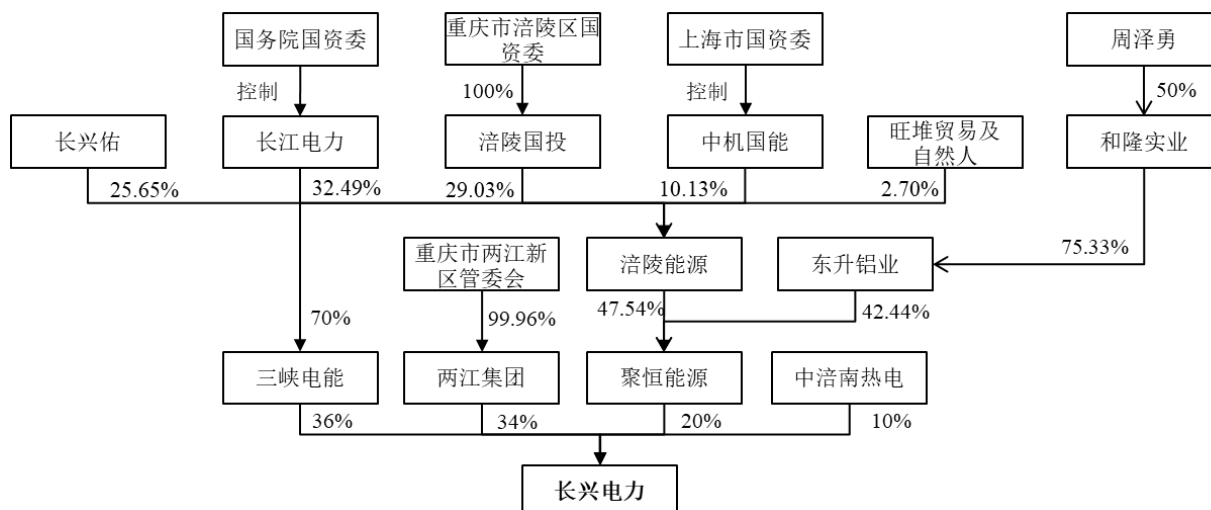 国务院国资委
重庆市涪陵区国
资委
上海市国资委
周泽勇
控制
100%
控制
50%
长兴佑
长江电力
涪陵国投
中机国能
旺堆贸易及
自然人
和隆实业
25.65%
32.49%
29.03%
10.13%
2.70%
重庆市两江新
区管委会
涪陵能源
东升铝业
75.33%
70%
99.96%
47.54%
42.44%
三峡电能
两江集团
聚恒能源
中涪南热电
36%
34%
20%
10%
长兴电力